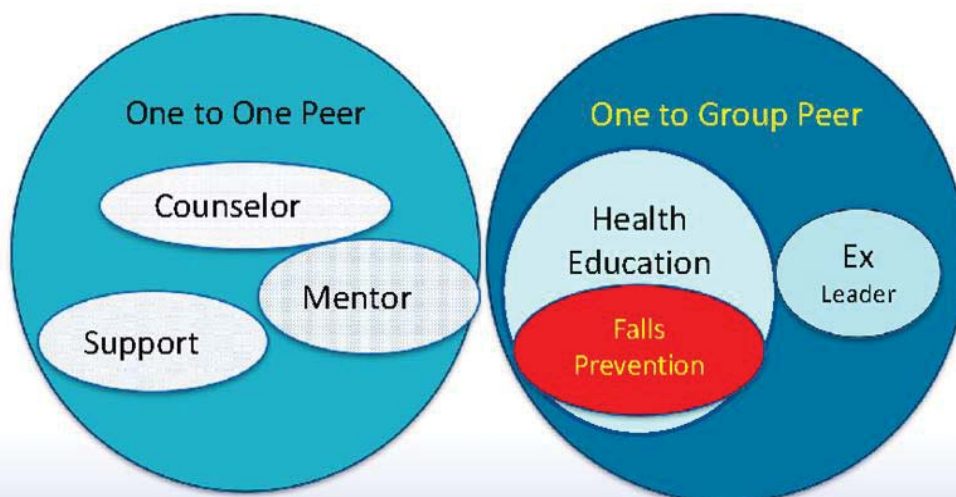 One to One Peer
Counselor
Mentor
Support
One to Group Peer
Health
Education
Falls
Prevention
Ex
Leader